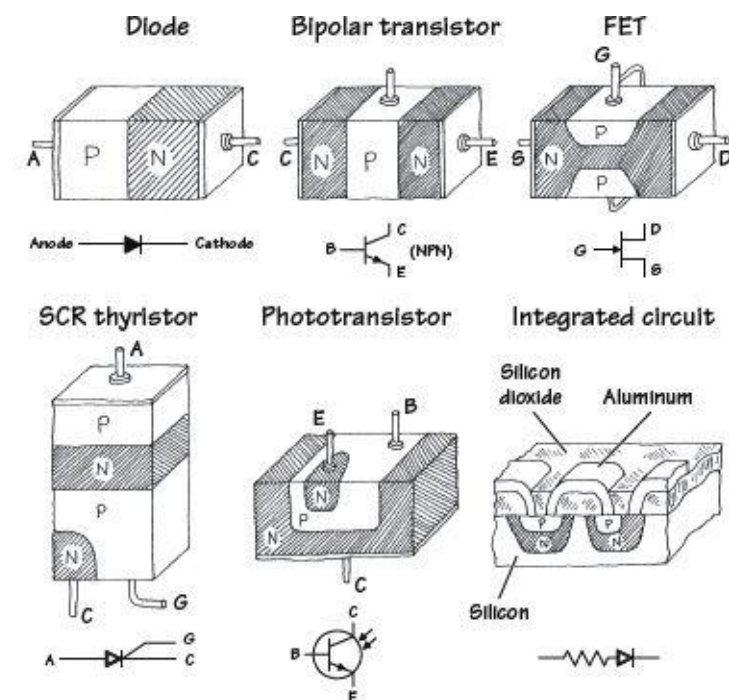 Diode
Bipolar transistor
FET
G
P
P
N
N
P
N
N
P
A
C
C
E
S
D
Anode
Cathode
C
B
(NPN)
E
D
G
S
SCR thyristor
Phototransistor
Integrated circuit
A
P
N
P
N
C
G
E
B
N
P
N
C
Silicon
dioxide
Aluminum
P
P
N
N
Silicon
A
G
C
C
B
E